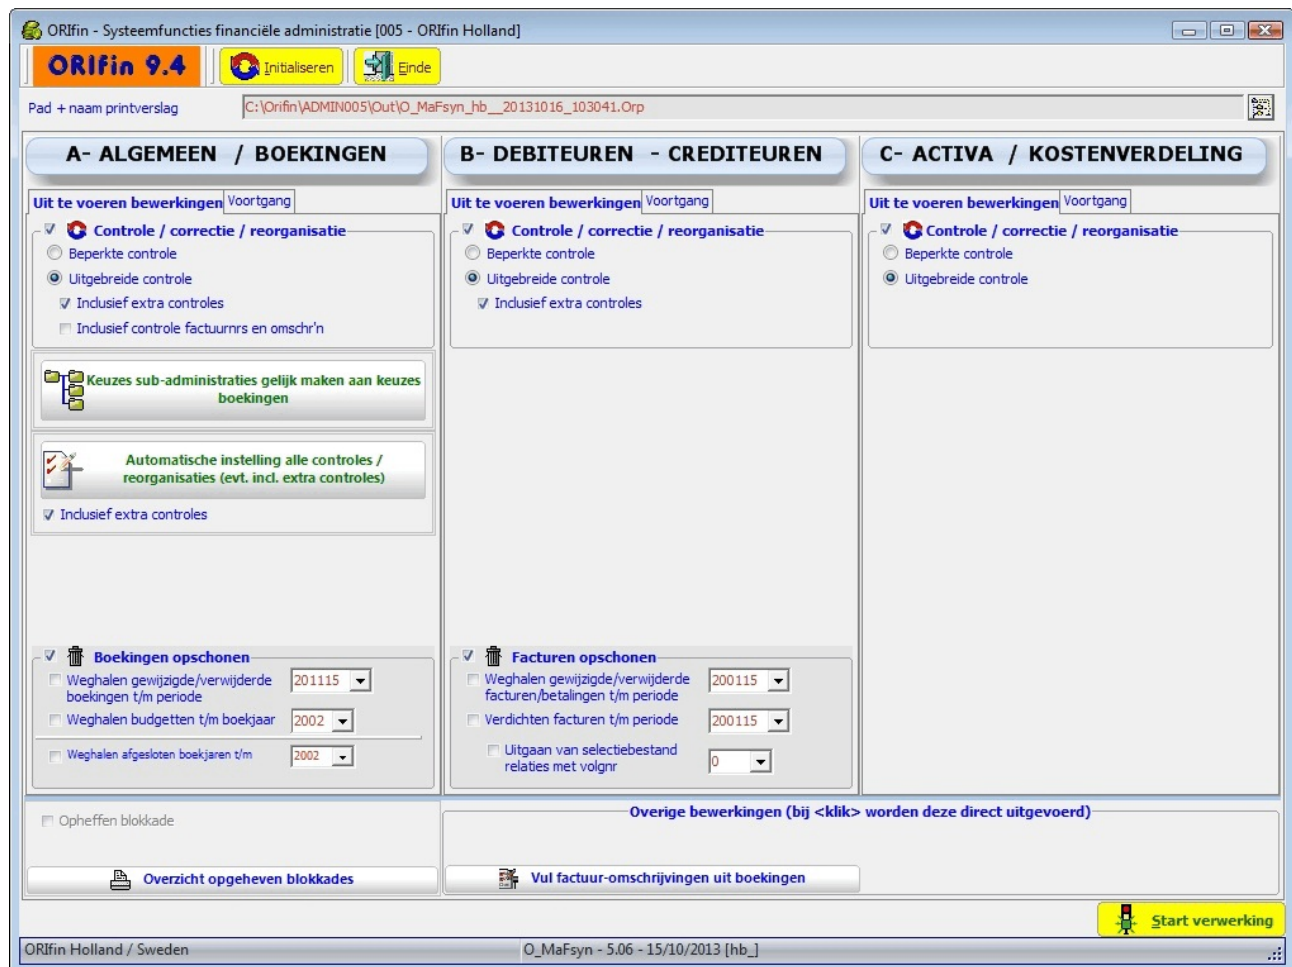 ORIfin - Systeemfuncties financiële administratie [005 - ORIfin Holland]
ORIfin 9.4
Initialiseren
Einde
Pad + naam printverslag
C:\Orifin\ADMIN005\Out\O_MaFsyn_hb__20131016_103041.Orp
A- ALGEMEEN / BOEKINGEN
Uit te voeren bewerkingen
Voortgang
Controle / correctie / reorganisatie
Beperkte controle
Uitgebreide controle
Inclusief extra controles
Inclusief controle factuurnrs en omschr'n
Keuzes sub-administraties gelijk maken aan keuzes
boekingen
Automatische instelling alle controles /
reorganisaties (evt. incl. extra controles)
Inclusief extra controles
Boekingen opschonen
Weghalen gewijzigde/verwijderde
boekingen t/m periode
201115
Weghalen budgetten t/m boekjaar
2002
Weghalen afgesloten boekjaren t/m
2002
B- DEBITEUREN - CREDITEUREN
Uit te voeren bewerkingen
Voortgang
Controle / correctie / reorganisatie
Beperkte controle
Uitgebreide controle
Inclusief extra controles
Facturen opschonen
Weghalen gewijzigde/verwijderde
facturen/betalingen t/m periode
200115
Verdichten facturen t/m periode
200115
Uitgaan van selectiebestand
relaties met volgnr
0
C- ACTIVA / KOSTENVERDELING
Uit te voeren bewerkingen
Voortgang
Controle / correctie / reorganisatie
Beperkte controle
Uitgebreide controle
Opheffen blokkade
Overzicht opgeheven blokkades
Overige bewerkingen (bij <klik> worden deze direct uitgevoerd)
Vul factuur-omschrijvingen uit boekingen
Start verwerking
ORIfin Holland / Sweden
O_MaFsyn - 5.06 - 15/10/2013 [hb_]